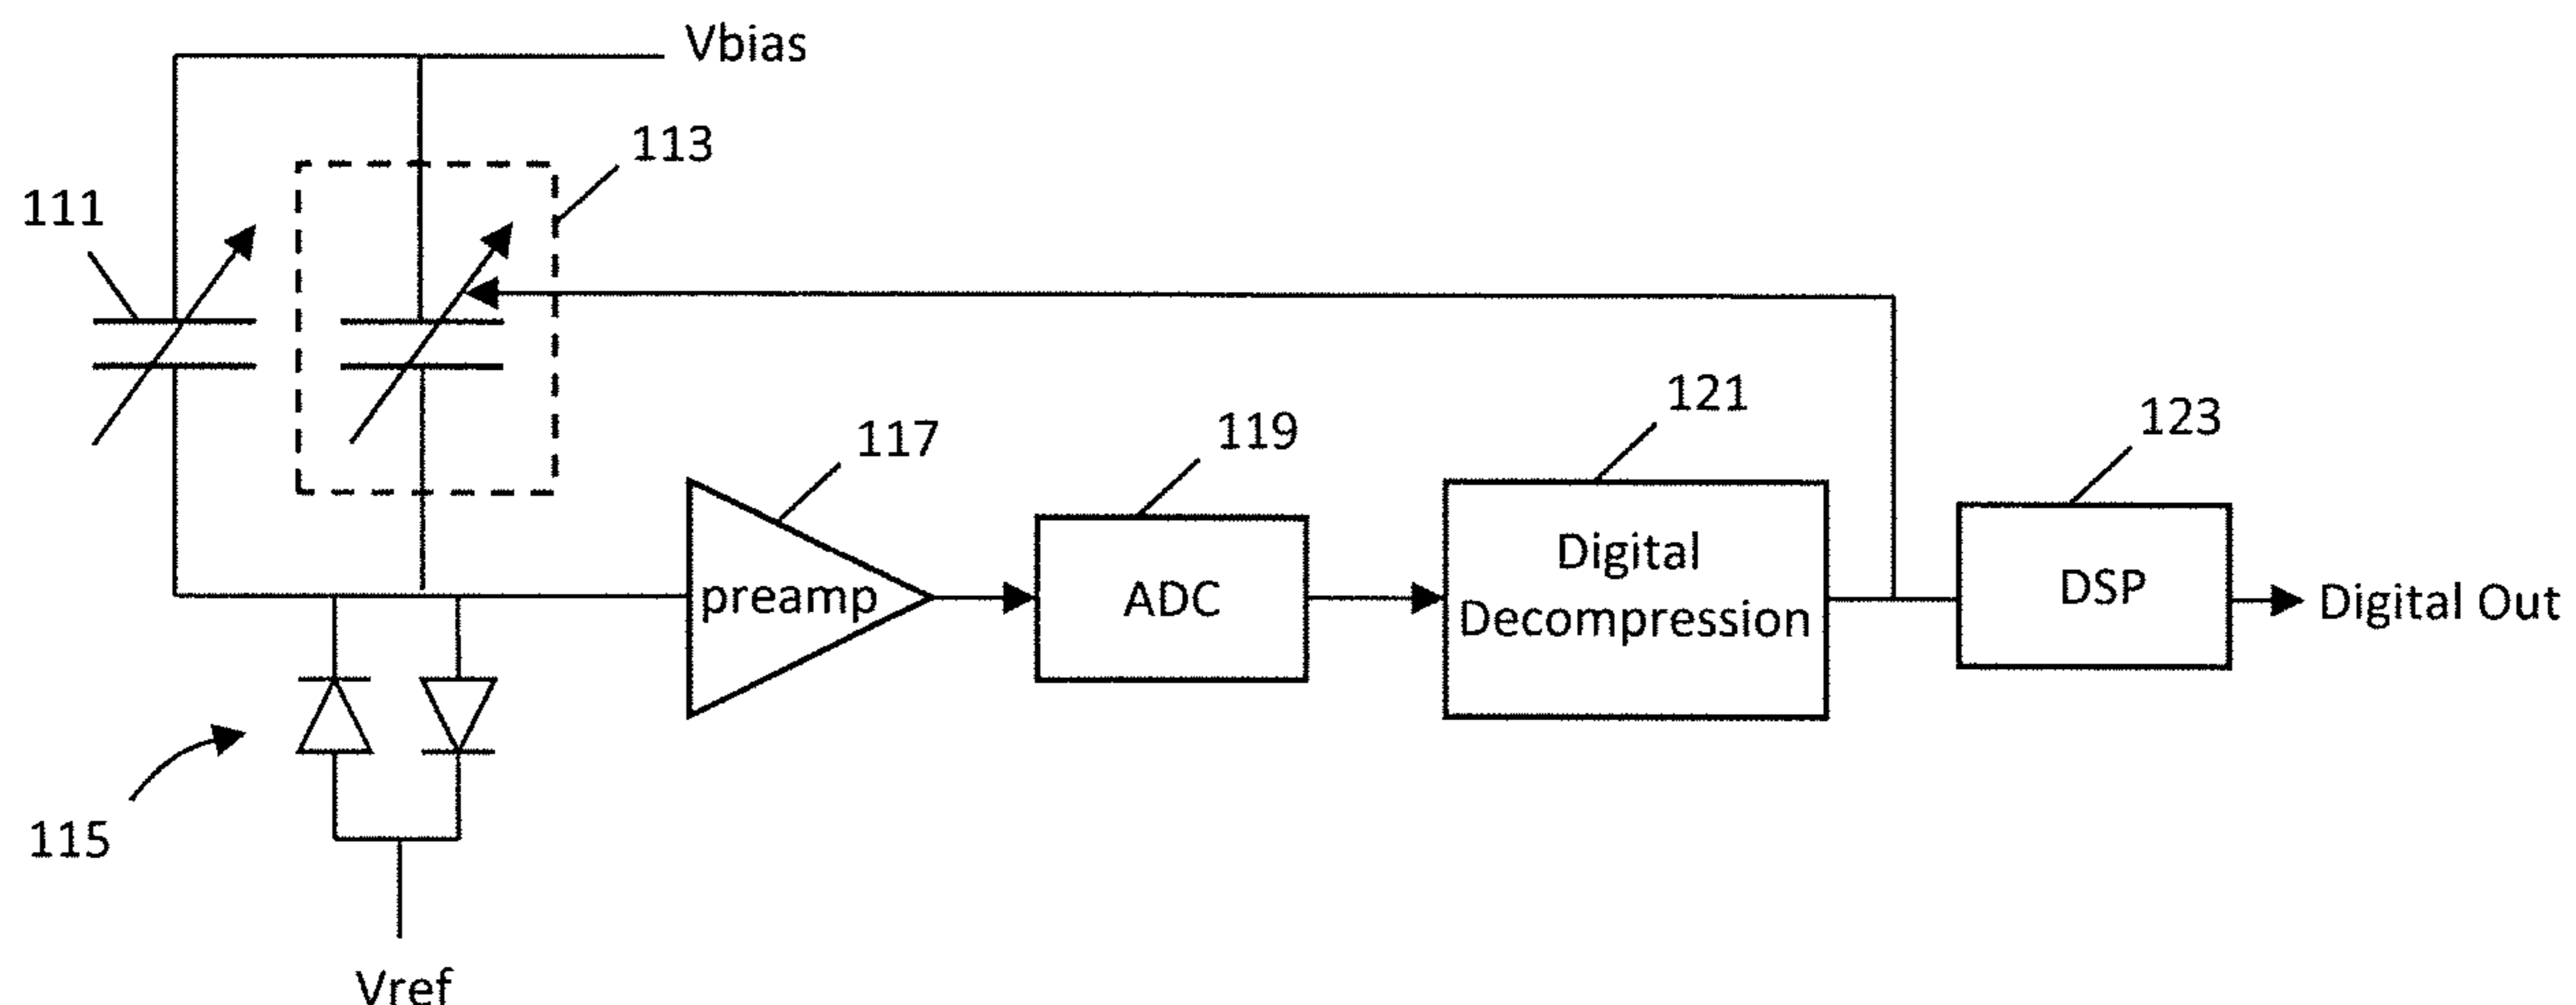 Vbias
113
111
121
123
117
119
preamp
ADC
Digital
Decompression
DSP
Digital Out
115
Vref